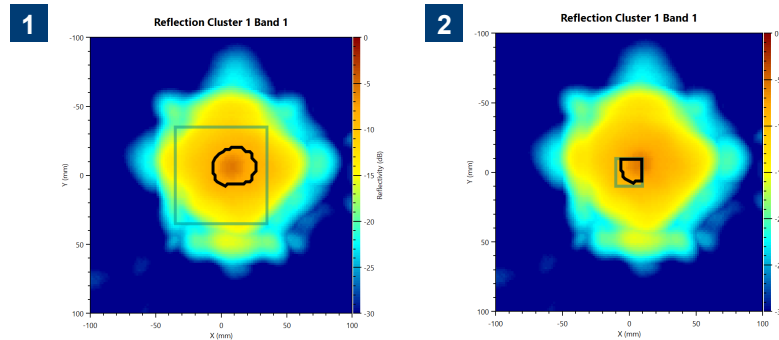 1
Reflection Cluster 1 Band 1
-100
-50
0
50
100
Y (mm)
-100 -50 0 50 100
X (mm)
0
-5
-10
-15
-20
-25
-30
Reflectivity (dB)
2
Reflection Cluster 1 Band 1
-100
-50
0
50
100
Y (mm)
-100 -50 0 50 100
X (mm)